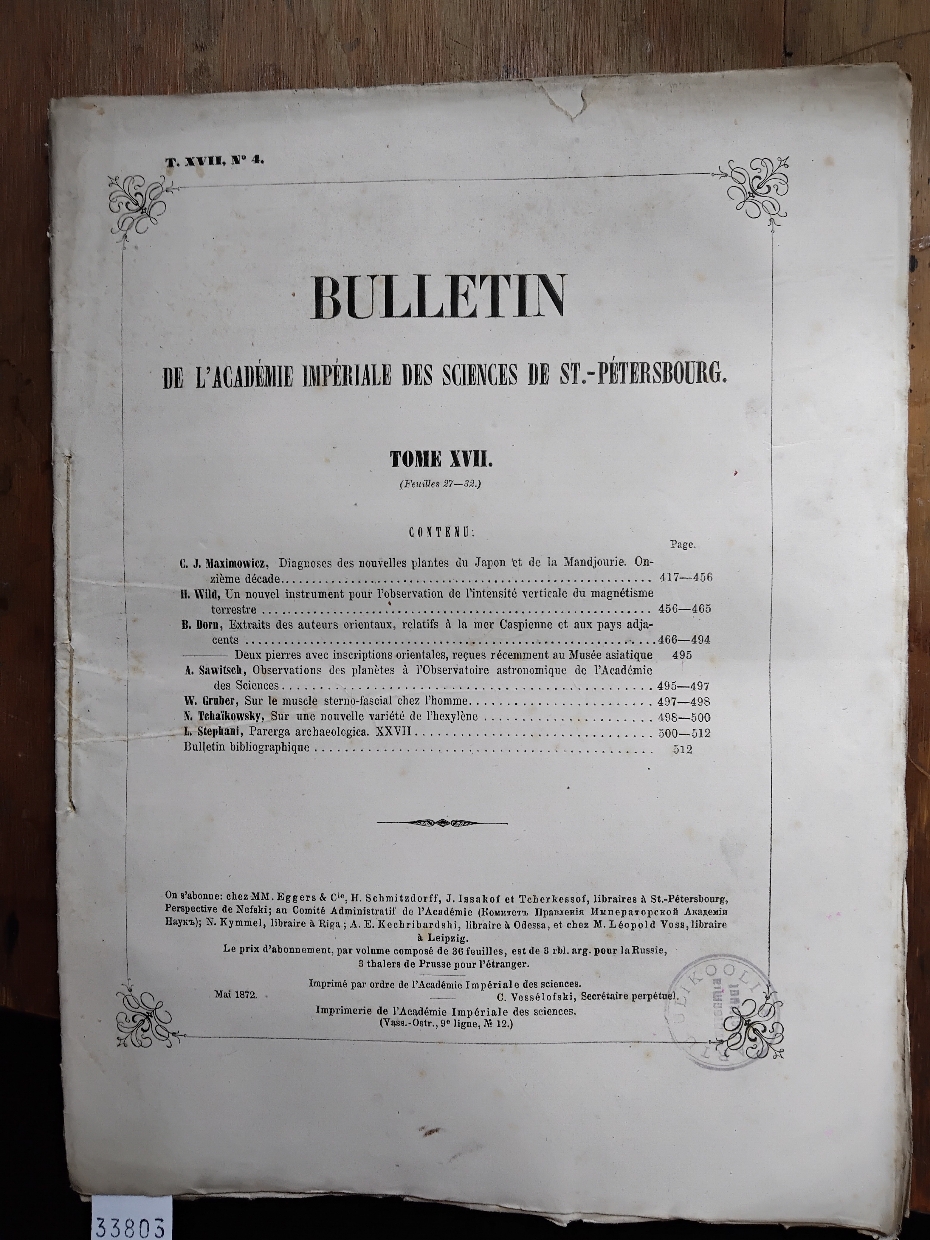 T. XVII, N° 4.
BULLETIN
DE L'ACADÉMIE IMPÉRIALE DES SCIENCES DE ST.-PÉTERSBOURG.
TOME XVII.
(Feuilles 27—32.)
CONTENU:
Page.
C. J. Maximowicz, Diagnoses des nouvelles plantes du Japon et de la Mandjourie. On-
zième décade. 417—456
H. Wild, Un nouvel instrument pour l'observation de l'intensité verticale du magnétisme
terrestre 456—465
B. Dorn, Extraits des auteurs orientaux, relatifs à la mer Caspienne et aux pays adja-
cents 466—494
—— Deux pierres avec inscriptions orientales, reçues récemment au Musée asiatique 495
A. Sawitsch, Observations des planètes à l'Observatoire astronomique de l'Académie
des Sciences 495—497
W. Gruber, Sur le muscle sterno-fascial chez l'homme. 497—498
N. Tchaïkowsky, Sur une nouvelle variété de l'hexylène 498—500
L. Stephani, Parerga archaeologica. XXVII 500—512
Bulletin bibliographique 512
On s'abonne: chez MM. Eggers & Cie, H. Schmitzdorff, J. Issakof et Tcherkessof, libraires à St.-Pétersbourg,
Perspective de Nefski; au Comité Administratif de l'Académie (Комитетъ Правленія Императорской Академіи
Наукъ); N. Kymmel, libraire à Riga; A. E. Kechribardshi, libraire à Odessa, et chez M. Léopold Voss, libraire
à Leipzig.
Le prix d'abonnement, par volume composé de 36 feuilles, est de 3 rbl. arg. pour la Russie,
3 thalers de Prusse pour l'étranger.
Imprimé par ordre de l'Académie Impériale des sciences.
Mai 1872.
C. Vessélofski, Secrétaire perpétuel.
Imprimerie de l'Académie Impériale des sciences.
(Vass.-Ostr., 9e ligne, № 12.)
33803